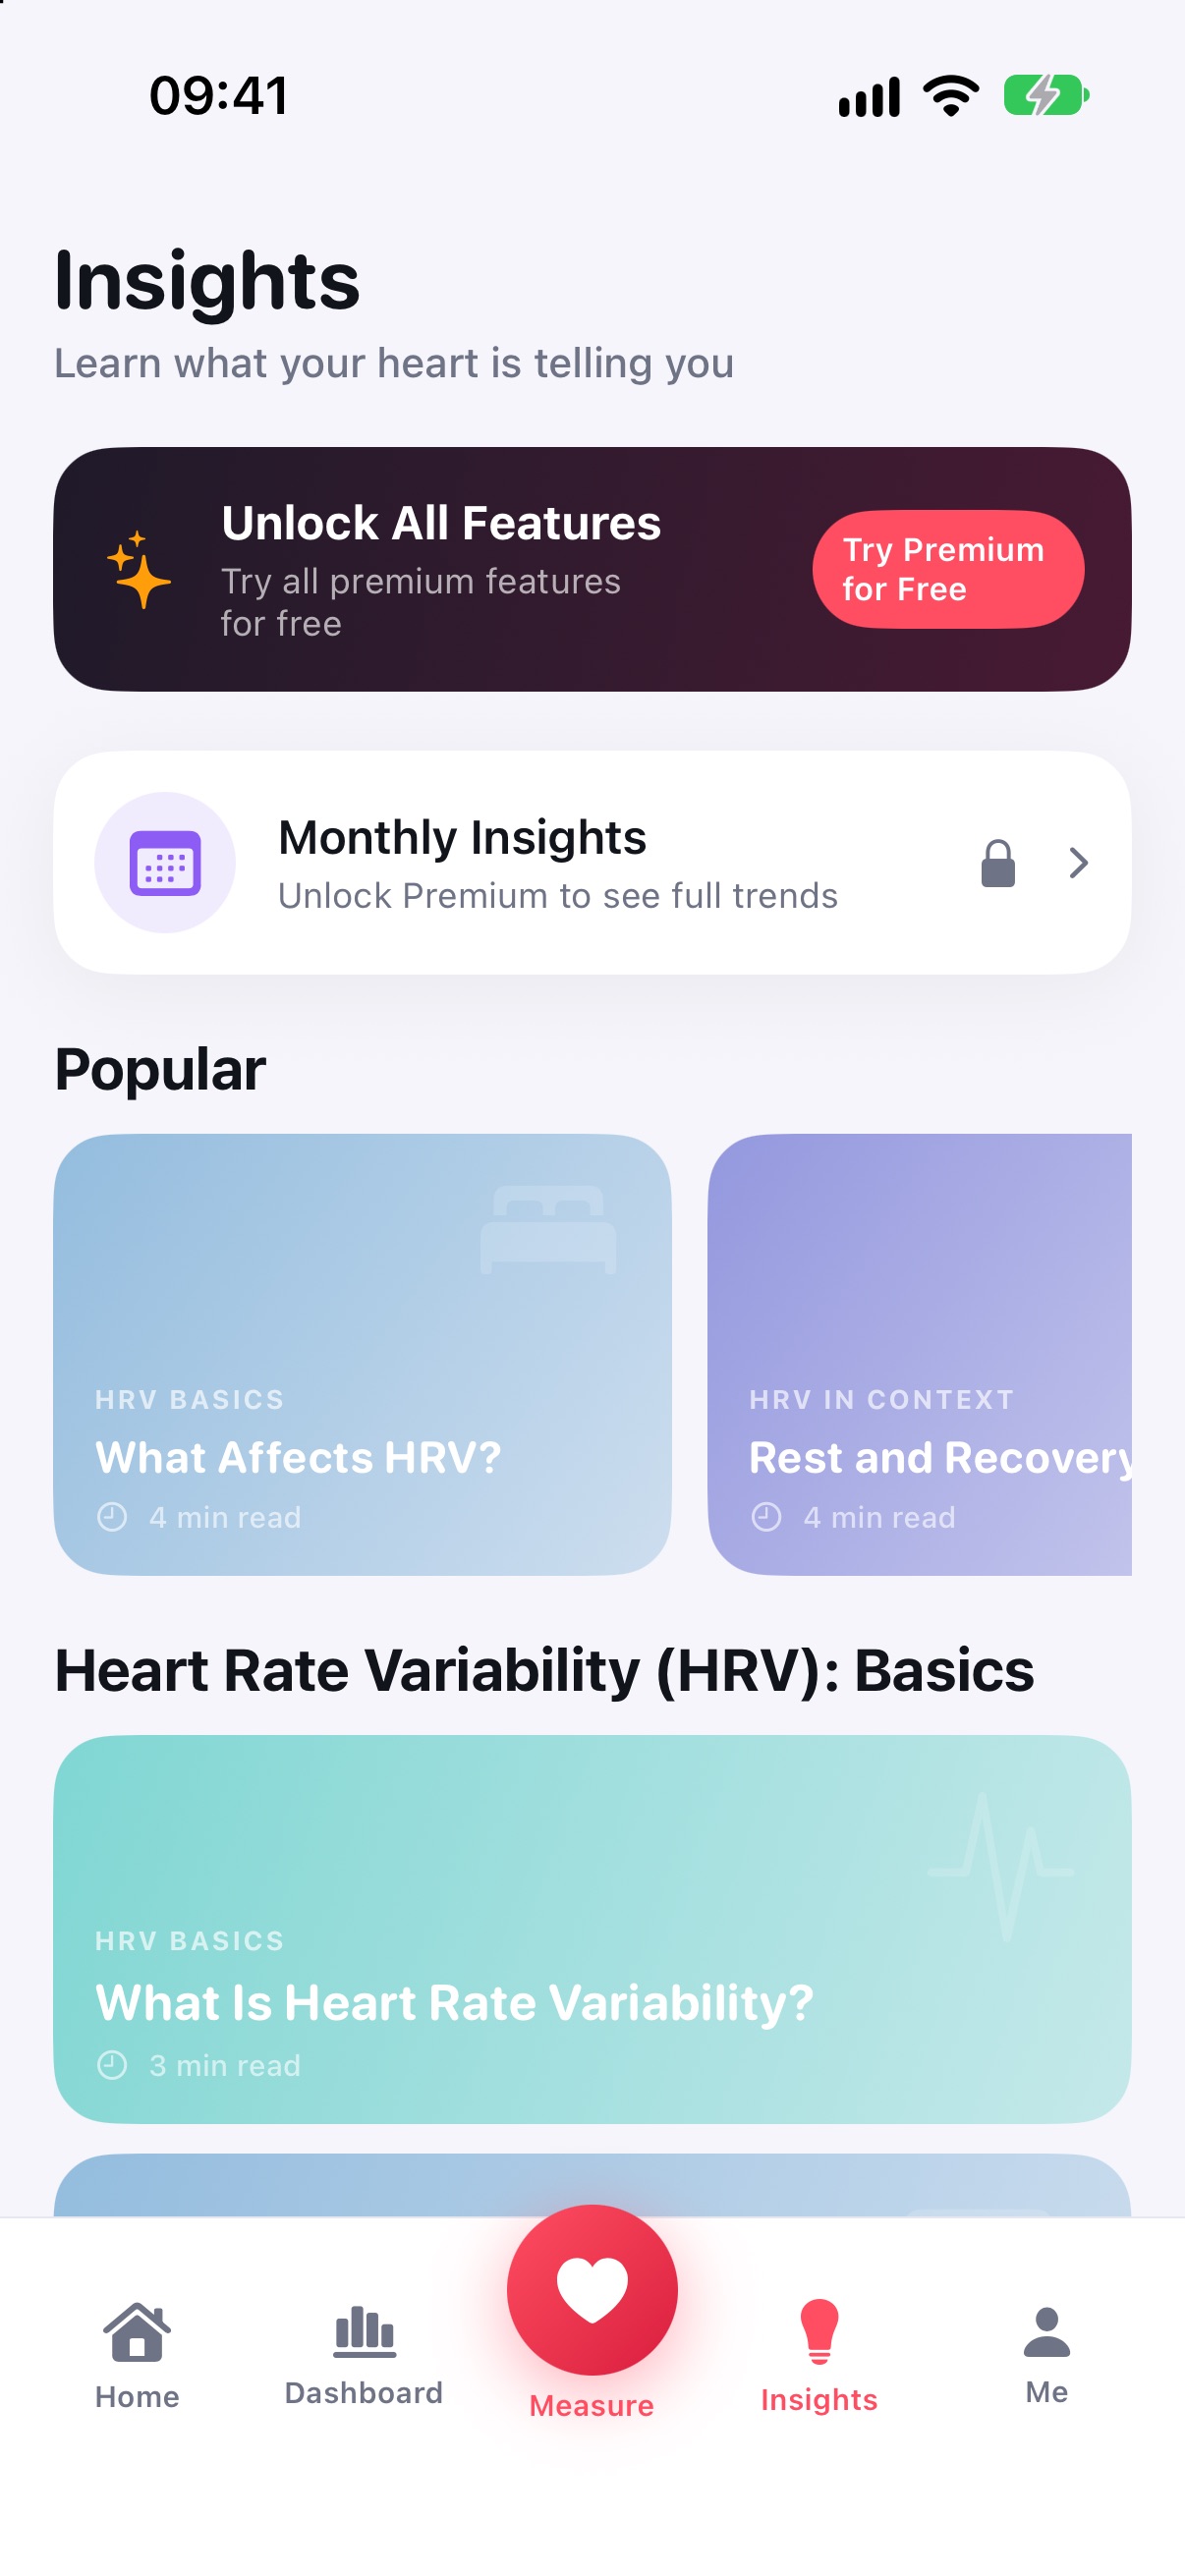 09:41
Insights
Learn what your heart is telling you
Unlock All Features
Try all premium features
for free
Try Premium
for Free
Monthly Insights
Unlock Premium to see full trends
Popular
HRV BASICS
What Affects HRV?
4 min read
HRV IN CONTEXT
Rest and Recovery
4 min read
Heart Rate Variability (HRV): Basics
HRV BASICS
What Is Heart Rate Variability?
3 min read
Home
Dashboard
Measure
Insights
Me